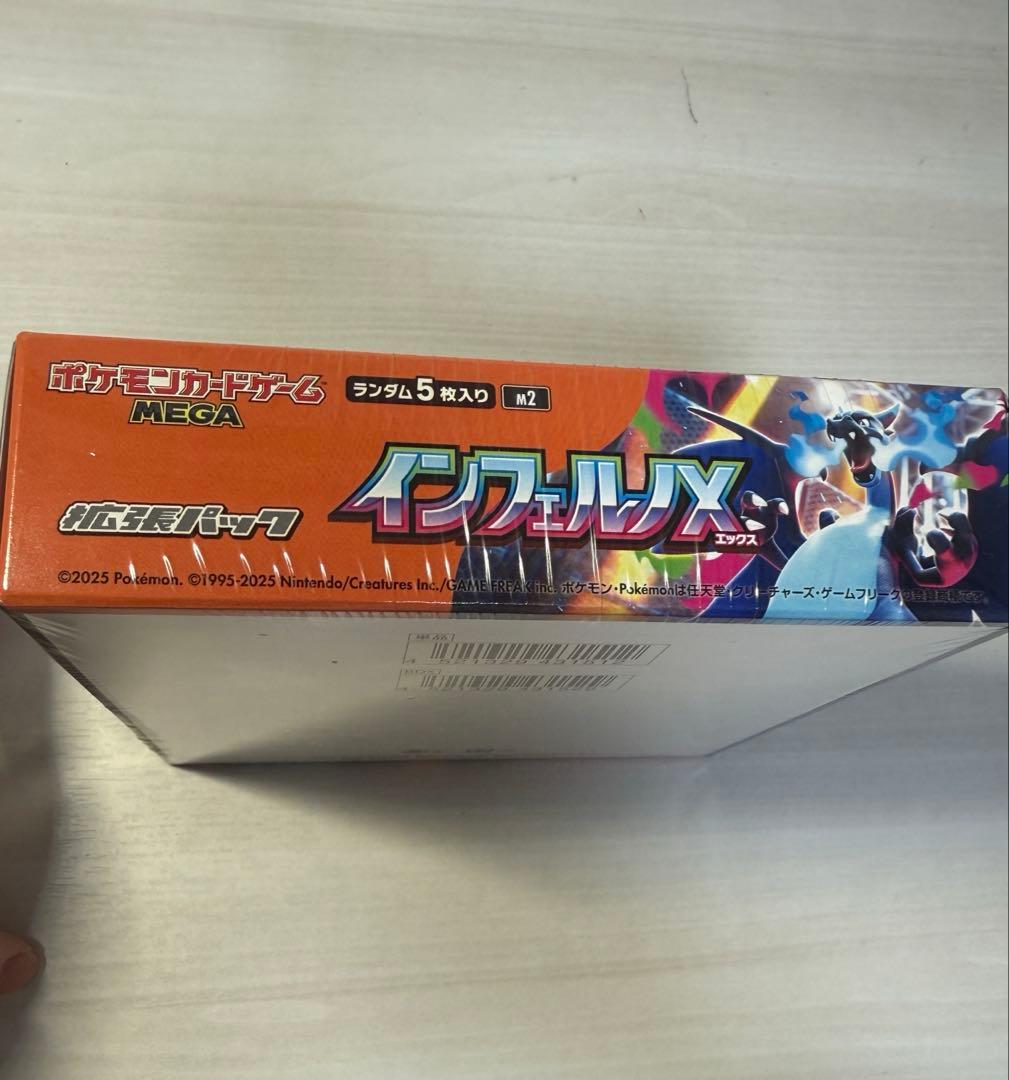 ポケモンカードゲーム
MEGA
ランダム5枚入り
M2
拡張パック
インフェルノX
エックス
©2025 Pokémon. ©1995-2025 Nintendo/Creatures Inc./GAME FREAK inc. ポケモン・Pokémonは任天堂・クリーチャーズ・ゲームフリークの登録商標です。
単品
BOX